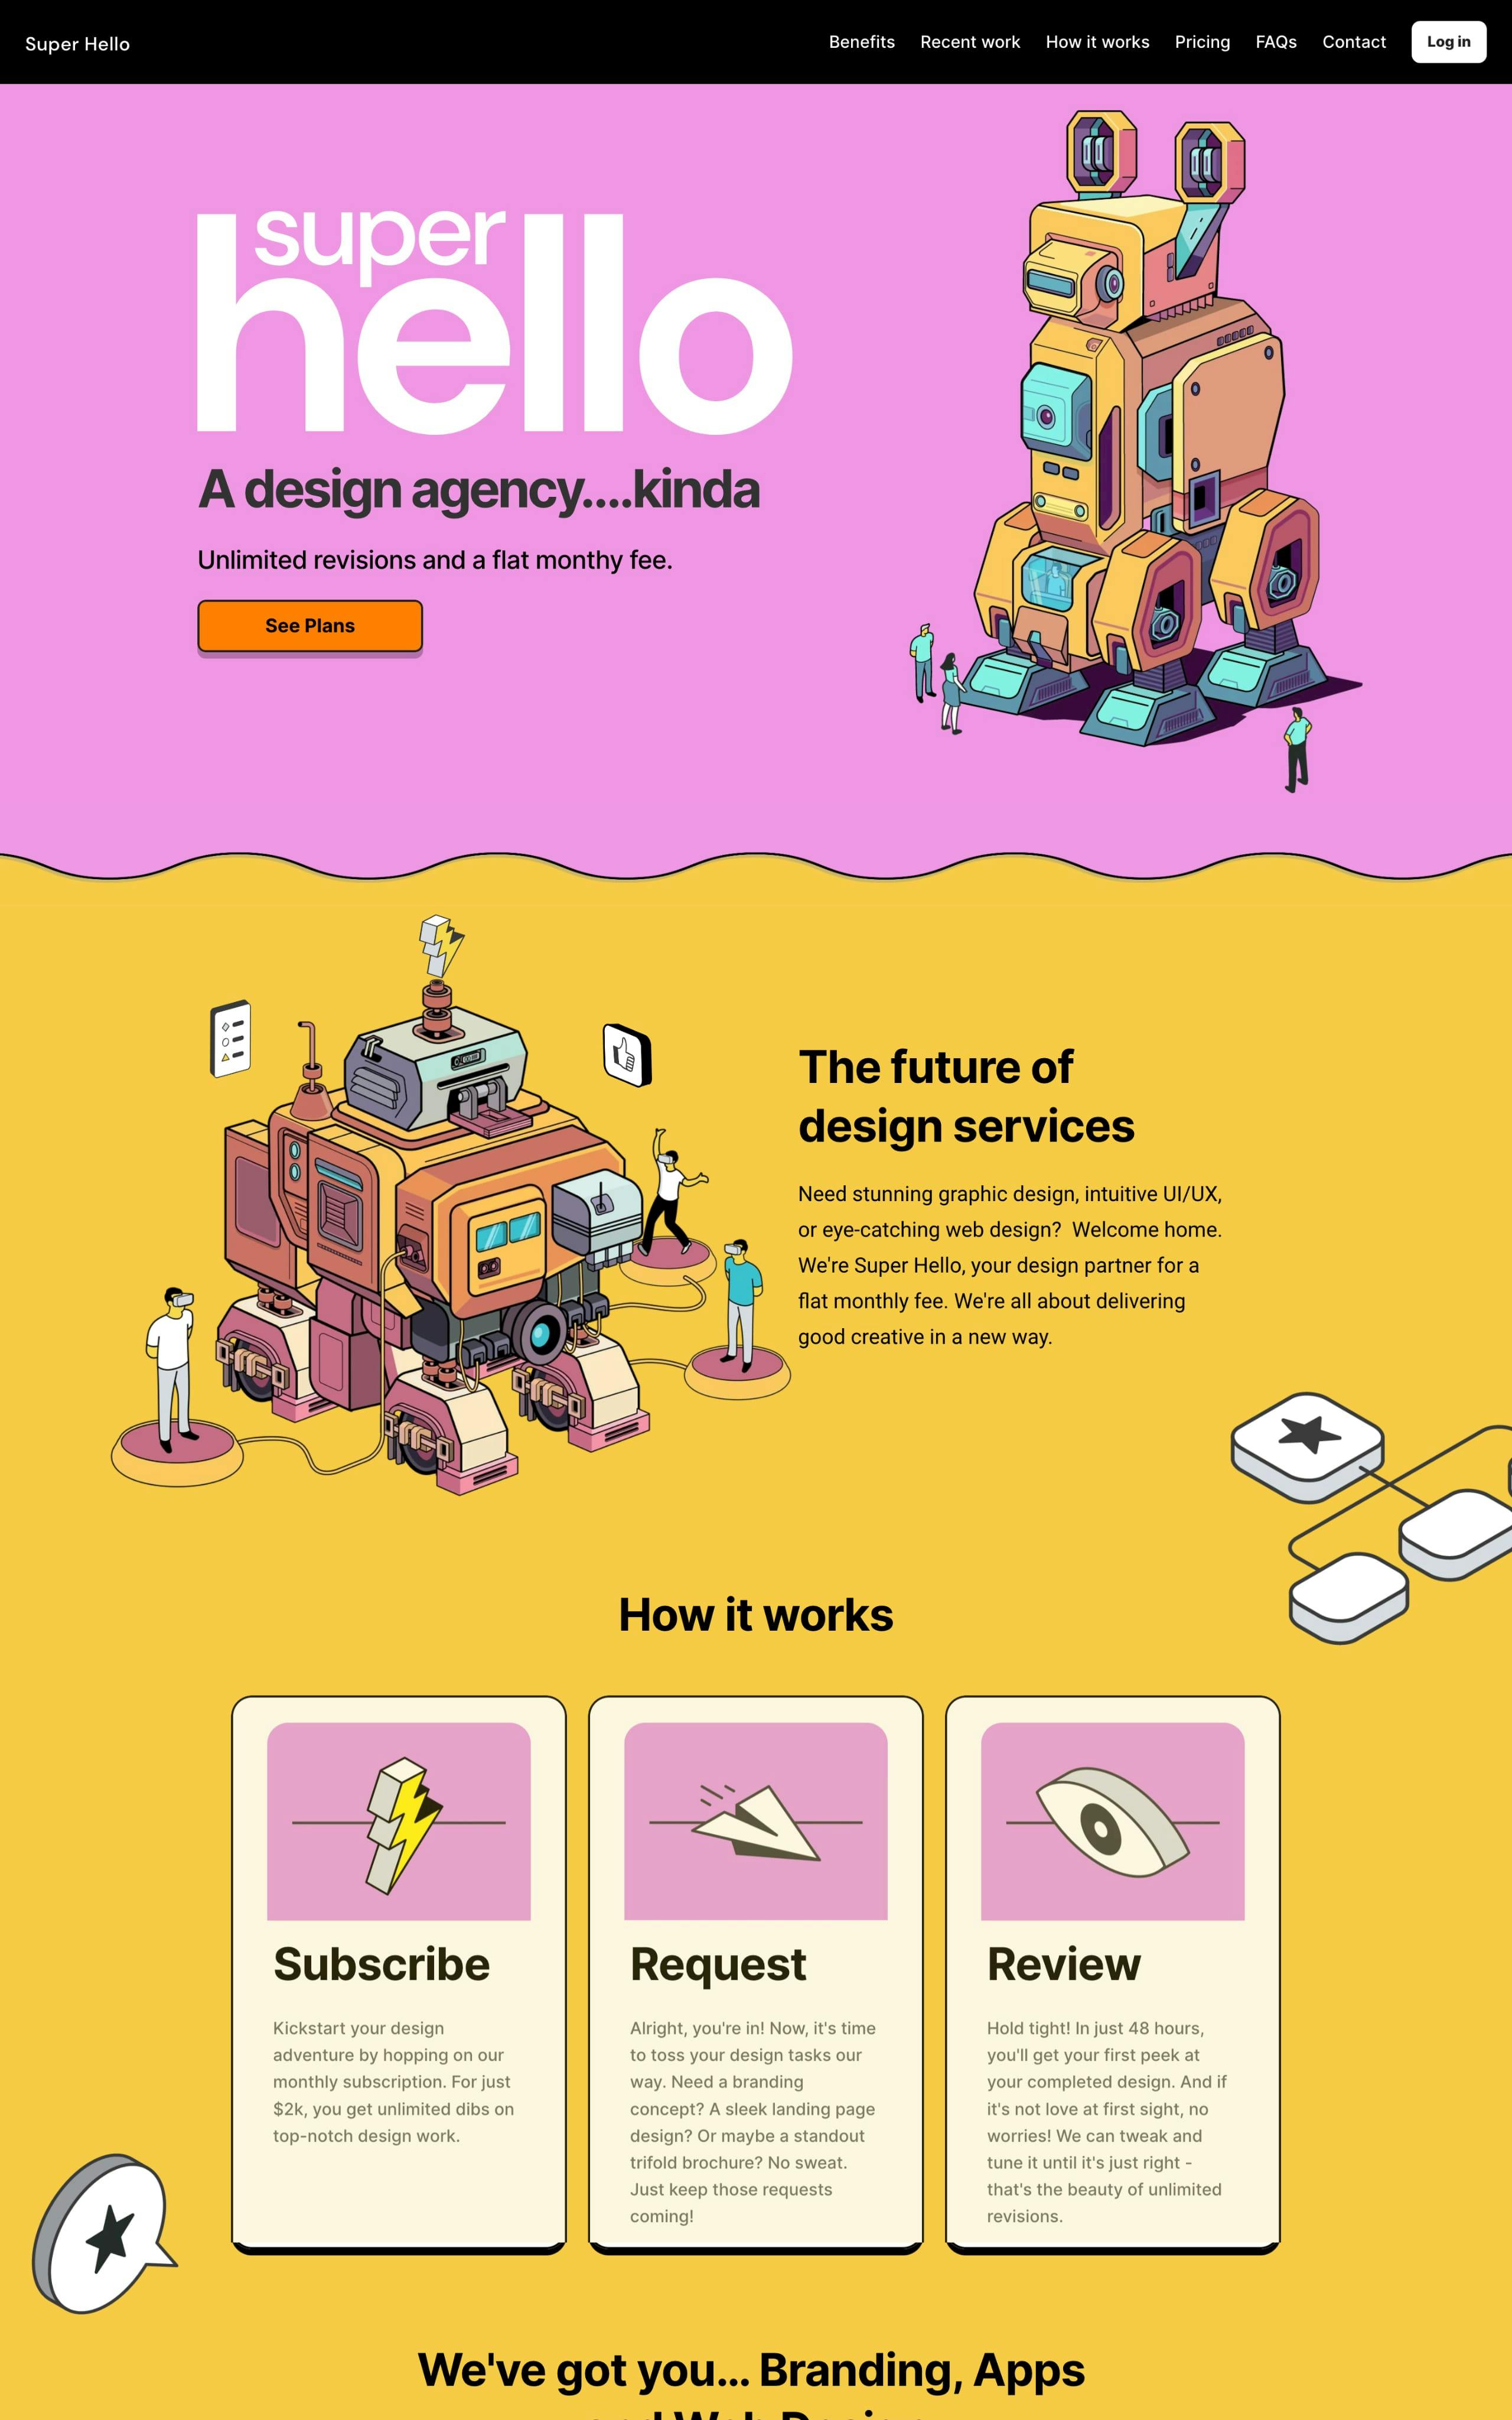 Super Hello
Benefits Recent work How it works Pricing FAQs Contact Log in
super
hello
A design agency....kinda
Unlimited revisions and a flat monthy fee.
See Plans
The future of
design services
Need stunning graphic design, intuitive UI/UX,
or eye-catching web design?  Welcome home.
We're Super Hello, your design partner for a
flat monthly fee. We're all about delivering
good creative in a new way.
How it works
Subscribe
Kickstart your design
adventure by hopping on our
monthly subscription. For just
$2k, you get unlimited dibs on
top-notch design work.
Request
Alright, you're in! Now, it's time
to toss your design tasks our
way. Need a branding
concept? A sleek landing page
design? Or maybe a standout
trifold brochure? No sweat.
Just keep those requests
coming!
Review
Hold tight! In just 48 hours,
you'll get your first peek at
your completed design. And if
it's not love at first sight, no
worries! We can tweak and
tune it until it's just right -
that's the beauty of unlimited
revisions.
We've got you... Branding, Apps
and Web Design